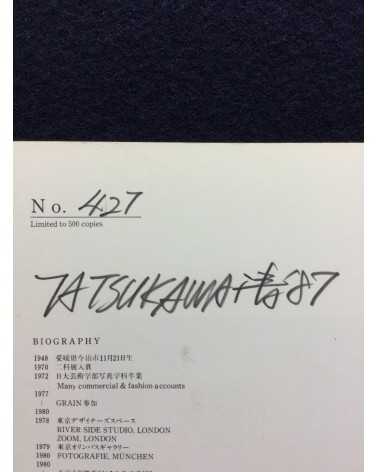 No. 427
Limited to 500 copies
TATSUKAWA 清 87
BIOGRAPHY
1948 愛媛県今治市11月21日生
1970 二科展入賞
1972 日大芸術学部写真学科卒業
Many commercial & fashion accounts
1977
| GRAIN 参加
1980
1978 東京デザイナーズスペース
RIVER SIDE STUDIO, LONDON
ZOOM, LONDON
1979 東京オリンパスギャラリー
1980 FOTOGRAFIE, MÜNCHEN
1980